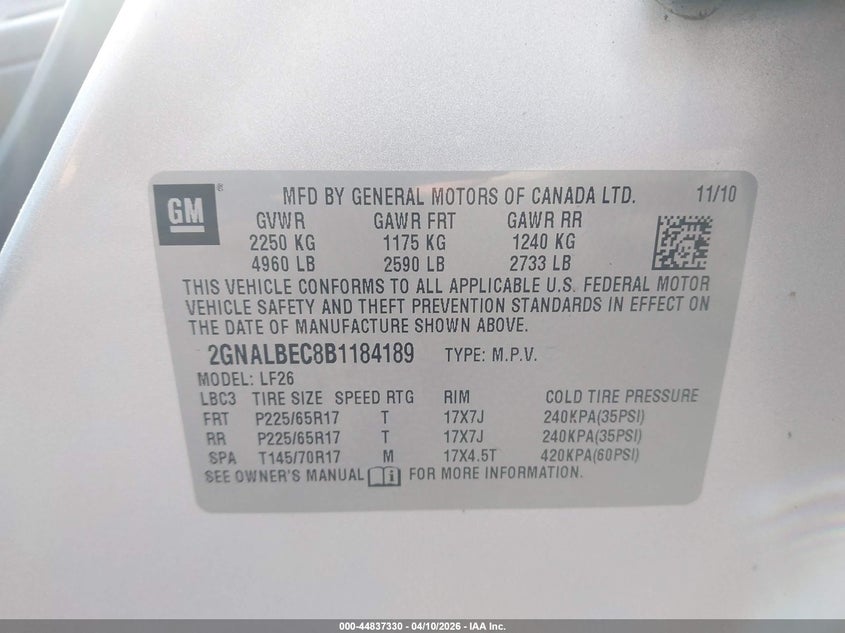 GM ® MFD BY GENERAL MOTORS OF CANADA LTD. 11/10
GVWR GAWR FRT GAWR RR
2250 KG 1175 KG 1240 KG
4960 LB 2590 LB 2733 LB
THIS VEHICLE CONFORMS TO ALL APPLICABLE U.S. FEDERAL MOTOR
VEHICLE SAFETY AND THEFT PREVENTION STANDARDS IN EFFECT ON
THE DATE OF MANUFACTURE SHOWN ABOVE.
2GNALBEC8B1184189 TYPE: M.P.V.
MODEL: LF26
LBC3 TIRE SIZE SPEED RTG RIM COLD TIRE PRESSURE
FRT P225/65R17 T 17X7J 240KPA(35PSI)
RR P225/65R17 T 17X7J 240KPA(35PSI)
SPA T145/70R17 M 17X4.5T 420KPA(60PSI)
SEE OWNER'S MANUAL FOR MORE INFORMATION.
000-44837330 - 04/10/2026 - IAA Inc.